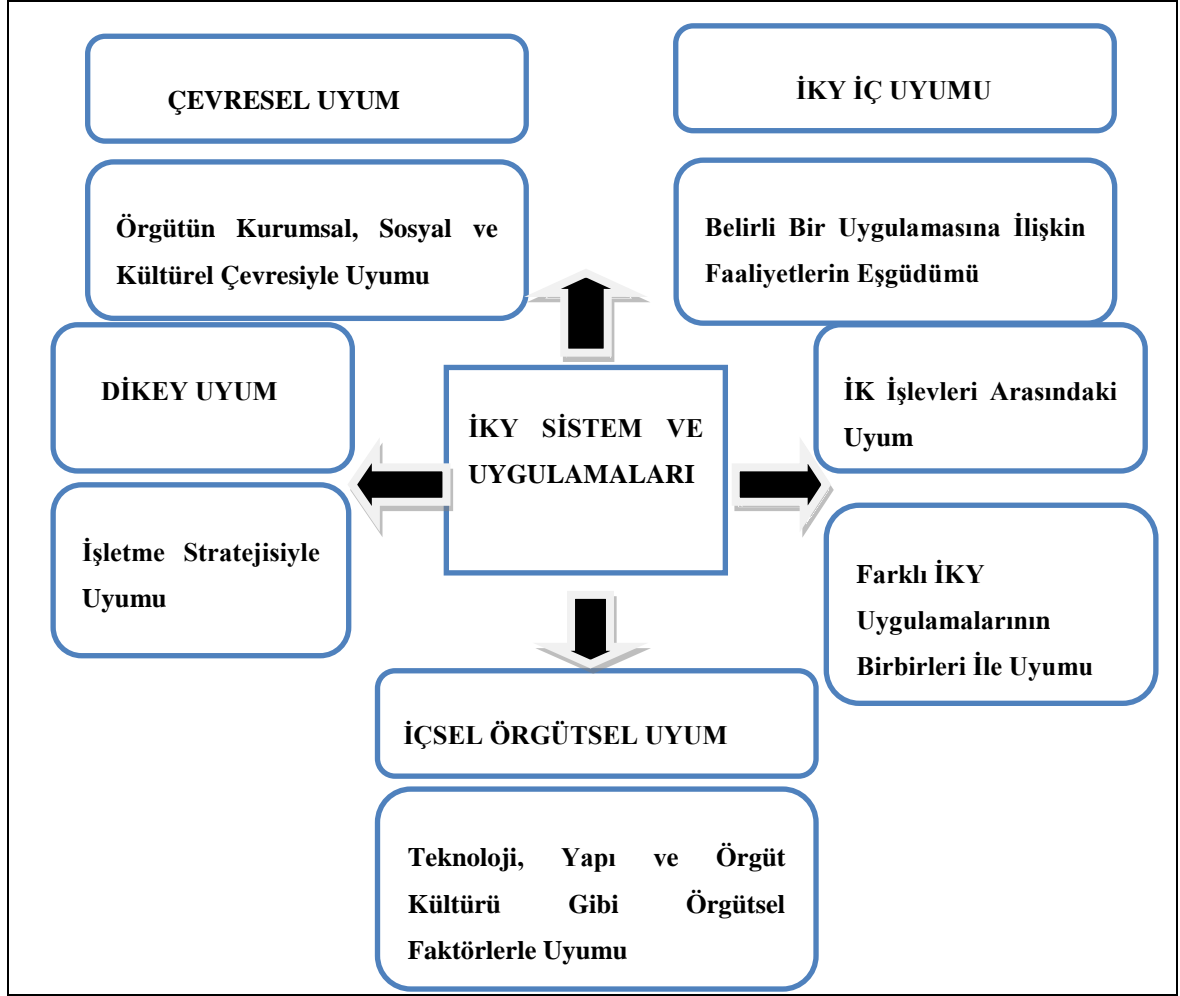 ÇEVRESEL UYUM
Örgütün Kurumsal, Sosyal ve
Kültürel Çevresiyle Uyumu
İKY İÇ UYUMU
Belirli Bir Uygulamasına İlişkin
Faaliyetlerin Eşgüdümü
DİKEY UYUM
İşletme Stratejisiyle
Uyumu
İKY SİSTEM VE
UYGULAMALARI
İK İşlevleri Arasındaki
Uyum
Farklı İKY
Uygulamalarının
Birbirleri İle Uyumu
İÇSEL ÖRGÜTSEL UYUM
Teknoloji, Yapı ve Örgüt
Kültürü Gibi Örgütsel
Faktörlerle Uyumu